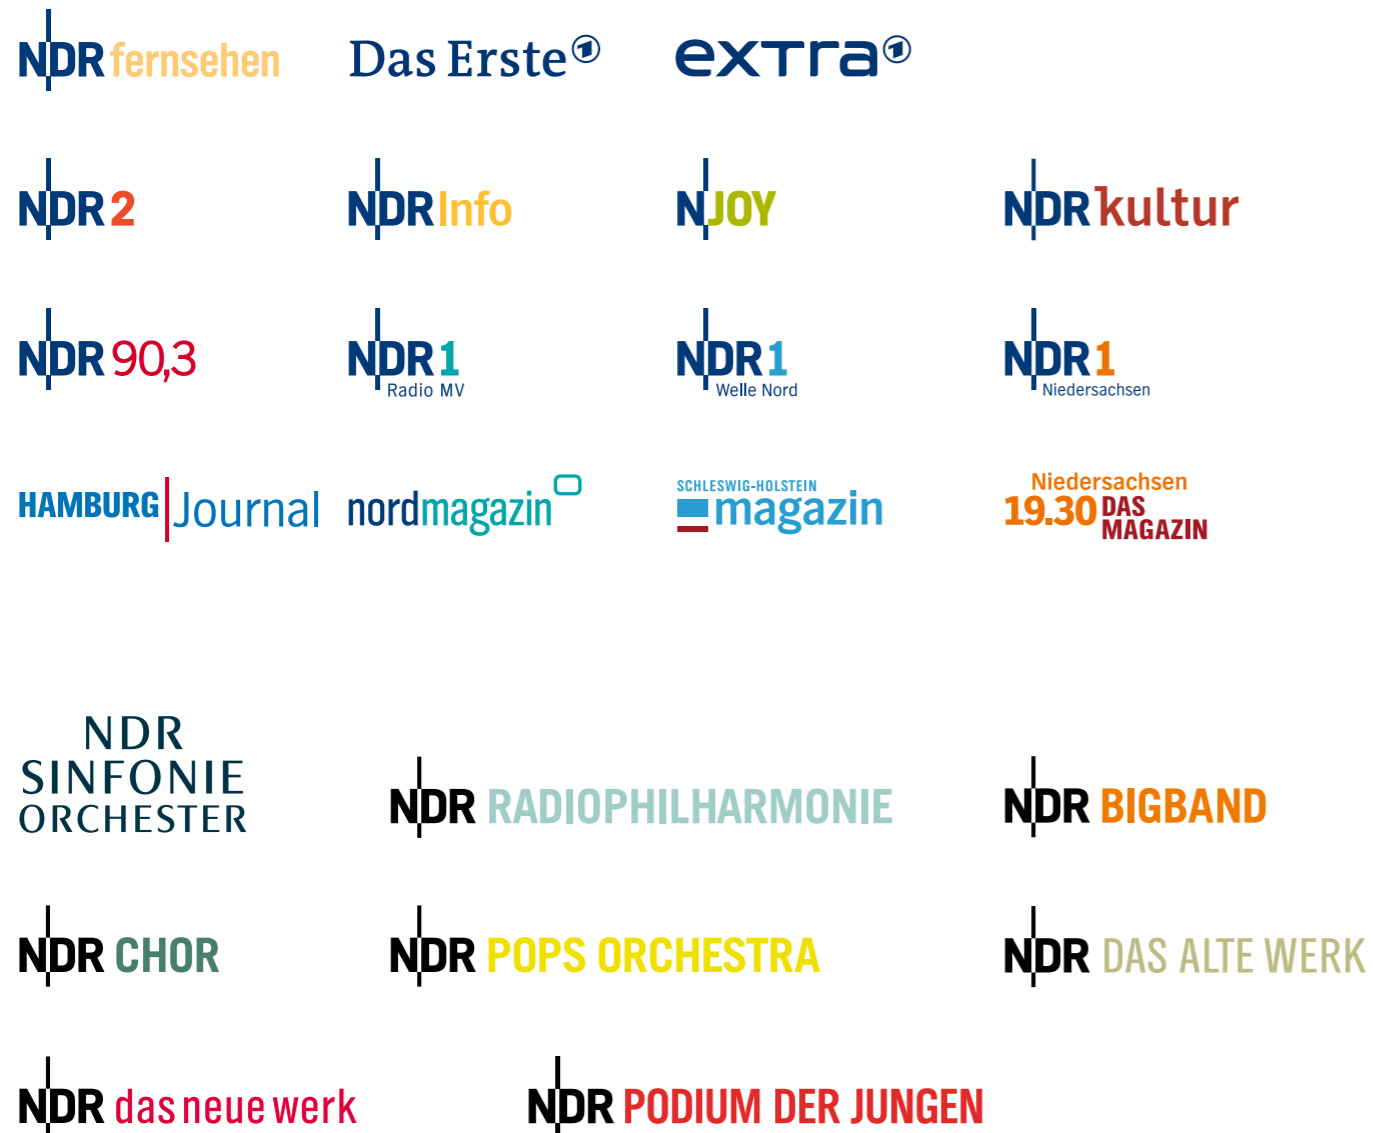 NDR fernsehen
Das Erste
extra
NDR 2
NDR Info
N JOY
NDR kultur
NDR 90,3
NDR 1
Radio MV
NDR 1
Welle Nord
NDR 1
Niedersachsen
HAMBURG Journal
nordmagazin
SCHLESWIG-HOLSTEIN
magazin
Niedersachsen
19.30 DAS
MAGAZIN
NDR
SINFONIE
ORCHESTER
NDR RADIOPHILHARMONIE
NDR BIGBAND
NDR CHOR
NDR POPS ORCHESTRA
NDR DAS ALTE WERK
NDR das neue werk
NDR PODIUM DER JUNGEN